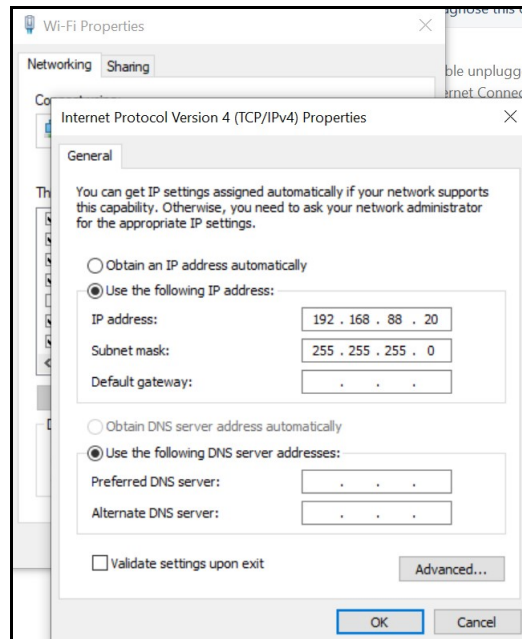 Wi-Fi Properties
Networking
Sharing
ble unplugg
Internet Protocol Version 4 (TCP/IPv4) Properties
General
You can get IP settings assigned automatically if your network supports
this capability. Otherwise, you need to ask your network administrator
for the appropriate IP settings.
Obtain an IP address automatically
Use the following IP address:
IP address:
192 . 168 . 88 . 20
Subnet mask:
255 . 255 . 255 . 0
Default gateway:
. . .
Obtain DNS server address automatically
Use the following DNS server addresses:
Preferred DNS server:
. . .
Alternate DNS server:
. . .
Validate settings upon exit
Advanced...
OK
Cancel